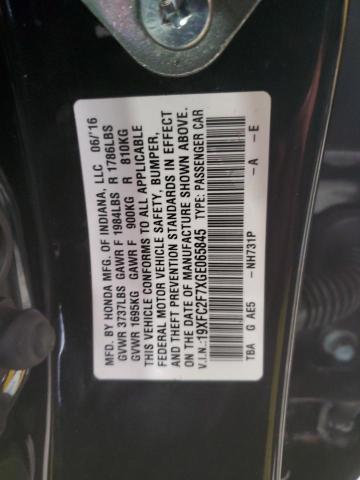 MFD. BY HONDA MFG. OF INDIANA, LLC 06/'16
GVWR 3737LBS GAWR F 1984LBS R 1786LBS
GVWR 1695KG GAWR F 900KG R 810KG
THIS VEHICLE CONFORMS TO ALL APPLICABLE
FEDERAL MOTOR VEHICLE SAFETY, BUMPER,
AND THEFT PREVENTION STANDARDS IN EFFECT
ON THE DATE OF MANUFACTURE SHOWN ABOVE.
V.I.N.:19XFC2F7XGE065845 TYPE: PASSENGER CAR
TBA G AE5 -NH731P -A -E